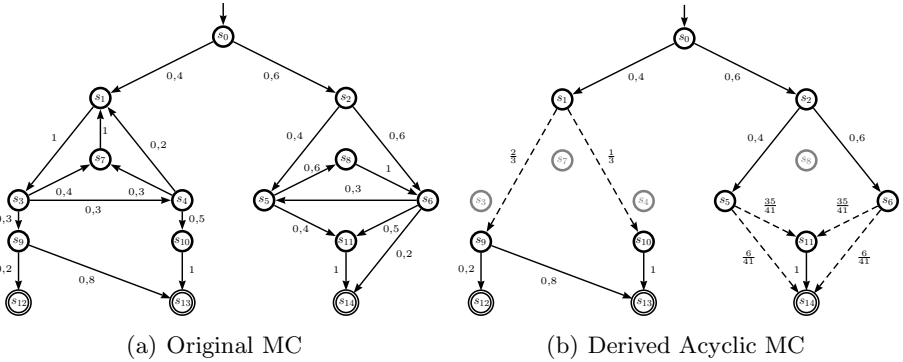 s0 s0
0,4 0,6 0,4 0,6
s1 s2 s1 s2
1 1 0,2 0,4 0,6 2/3 1/3 0,4 0,6
s7 s8 s7 s8
0,4 0,3 0,6 1
s3 s4 s5 s6 s3 s4 s5 s6
0,3 0,3 0,5 0,3 0,4 0,5 35/41 35/41
s9 s10 s11 s9 s10 s11
0,2 0,8 1 1 0,2 0,2 0,8 1 6/41 1 6/41
s12 s13 s14 s12 s13 s14
(a) Original MC (b) Derived Acyclic MC